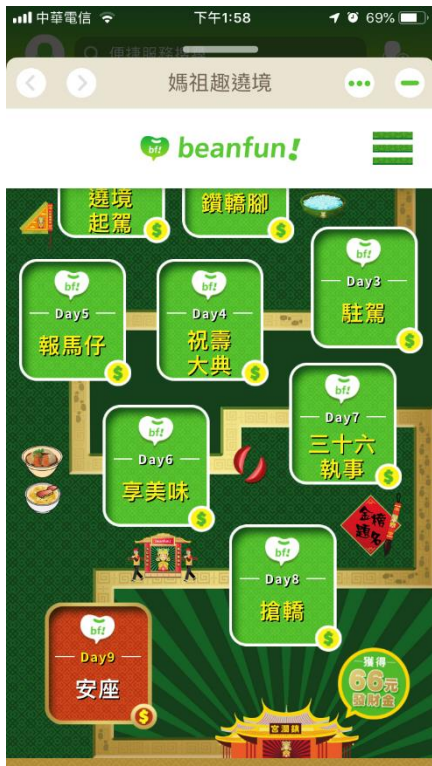 中華電信
下午1:58
69%
便捷服務搜尋
媽祖趣遶境
bf! beanfun!
遶境
起駕
$
鑽轎腳
$
bf!
Day3
駐駕
$
bf!
Day5
報馬仔
$
bf!
Day4
祝壽
大典
$
bf!
Day7
三十六
執事
$
bf!
Day6
享美味
$
金榜
題名
bf!
Day8
搶轎
$
bf!
Day9
安座
$
獲得
66元
發財金
宮瀾鎮